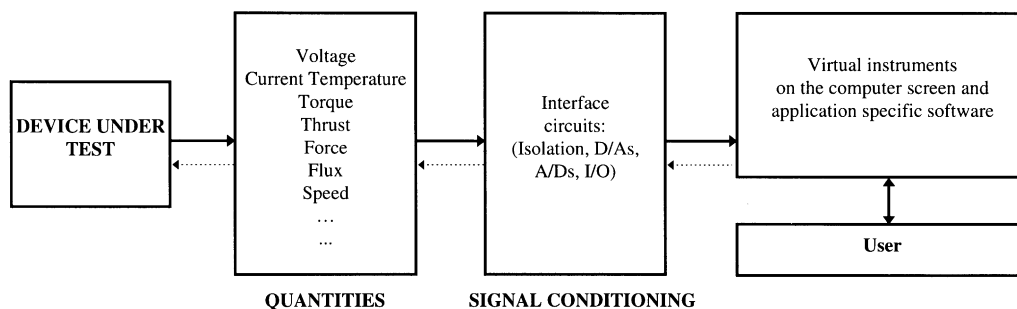 DEVICE UNDER
TEST
Voltage
Current Temperature
Torque
Thrust
Force
Flux
Speed
…
...
QUANTITIES
Interface
circuits:
(Isolation, D/As,
A/Ds, I/O)
SIGNAL CONDITIONING
Virtual instruments
on the computer screen and
application specific software
User